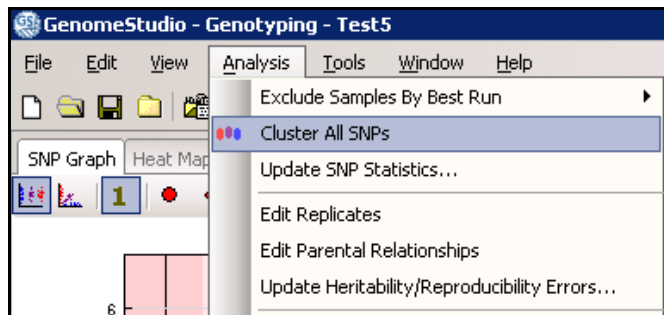 GenomeStudio - Genotyping - Test5
File Edit View Analysis Tools Window Help
Exclude Samples By Best Run
Cluster All SNPs
SNP Graph Heat Map
Update SNP Statistics...
1
Edit Replicates
Edit Parental Relationships
Update Heritability/Reproducibility Errors...
6